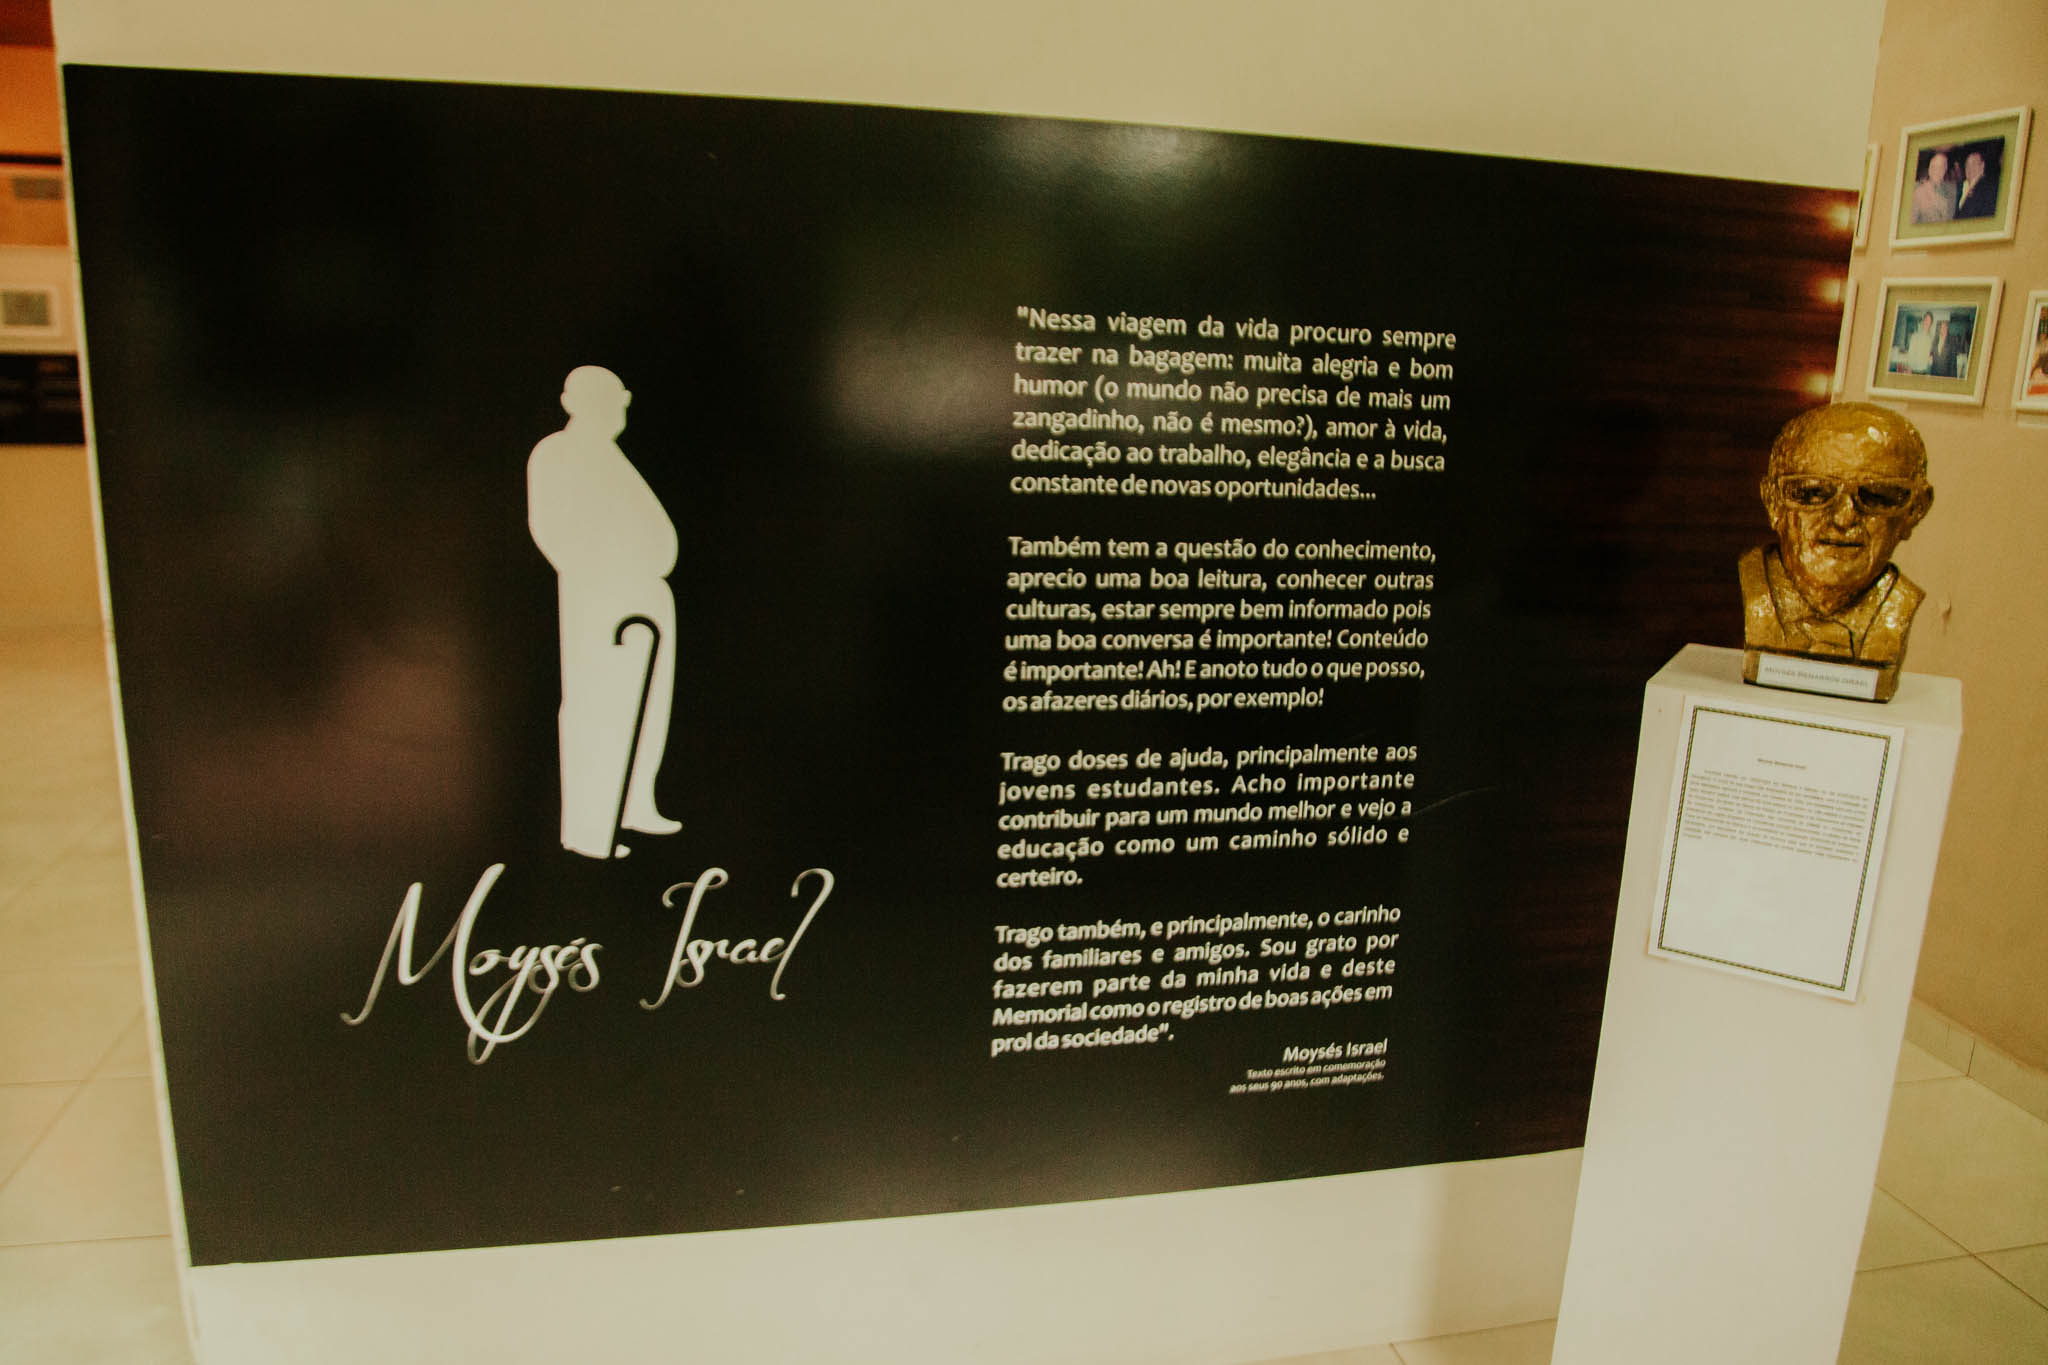 Moysés Israel
"Nessa viagem da vida procuro sempre
trazer na bagagem: muita alegria e bom
humor (o mundo não precisa de mais um
zangadinho, não é mesmo?), amor à vida,
dedicação ao trabalho, elegância e a busca
constante de novas oportunidades...
Também tem a questão do conhecimento,
aprecio uma boa leitura, conhecer outras
culturas, estar sempre bem informado pois
uma boa conversa é importante! Conteúdo
é importante! Ah! E anoto tudo o que posso,
os afazeres diários, por exemplo!
Trago doses de ajuda, principalmente aos
jovens estudantes. Acho importante
contribuir para um mundo melhor e vejo a
educação como um caminho sólido e
certeiro.
Trago também, e principalmente, o carinho
dos familiares e amigos. Sou grato por
fazerem parte da minha vida e deste
Memorial como o registro de boas ações em
prol da sociedade".
Moysés Israel
Texto escrito em comemoração
aos seus 90 anos, com adaptações.
MOYSÉS BENARRÓS ISRAEL